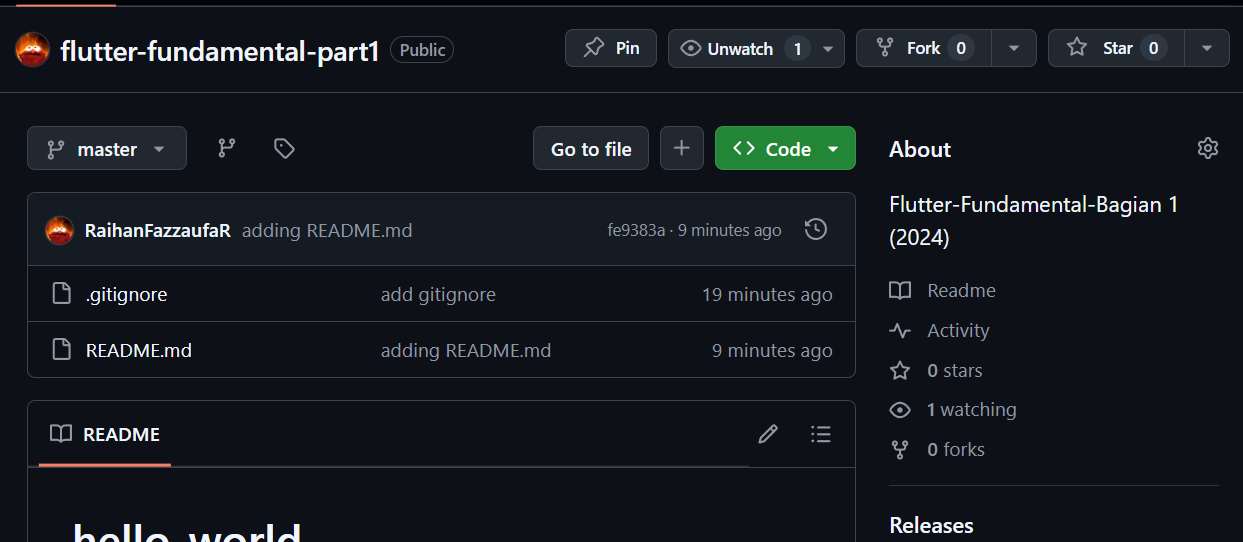 flutter-fundamental-part1 Public Pin Unwatch 1 Fork 0 Star 0
master Go to file Code
RaihanFazzaufaR adding README.md fe9383a · 9 minutes ago
.gitignore add gitignore 19 minutes ago
README.md adding README.md 9 minutes ago
README
hello_world
About
Flutter-Fundamental-Bagian 1
(2024)
Readme
Activity
0 stars
1 watching
0 forks
Releases